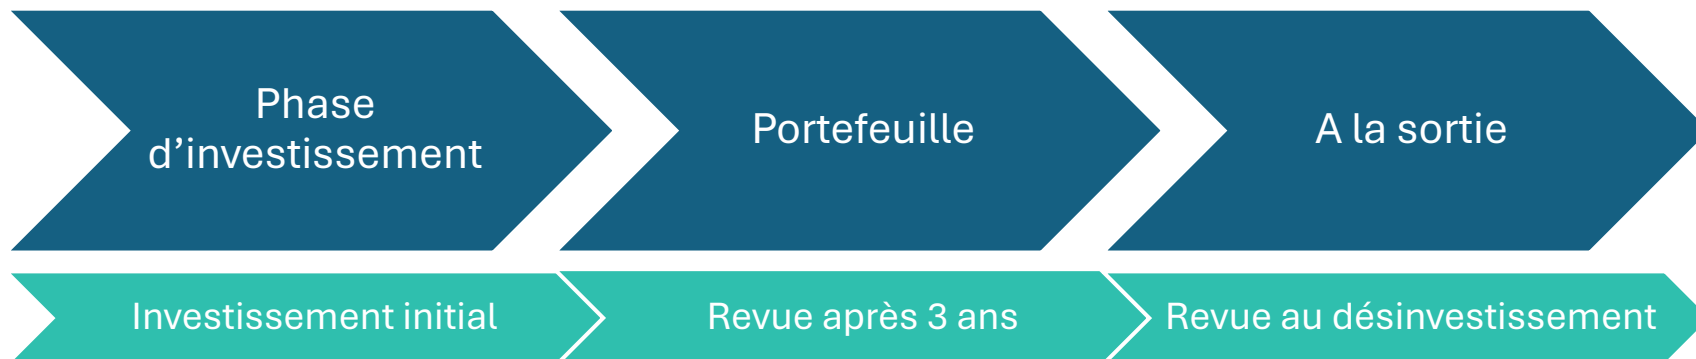 Phase
d’investissement
Portefeuille
A la sortie
Investissement initial
Revue après 3 ans
Revue au désinvestissement